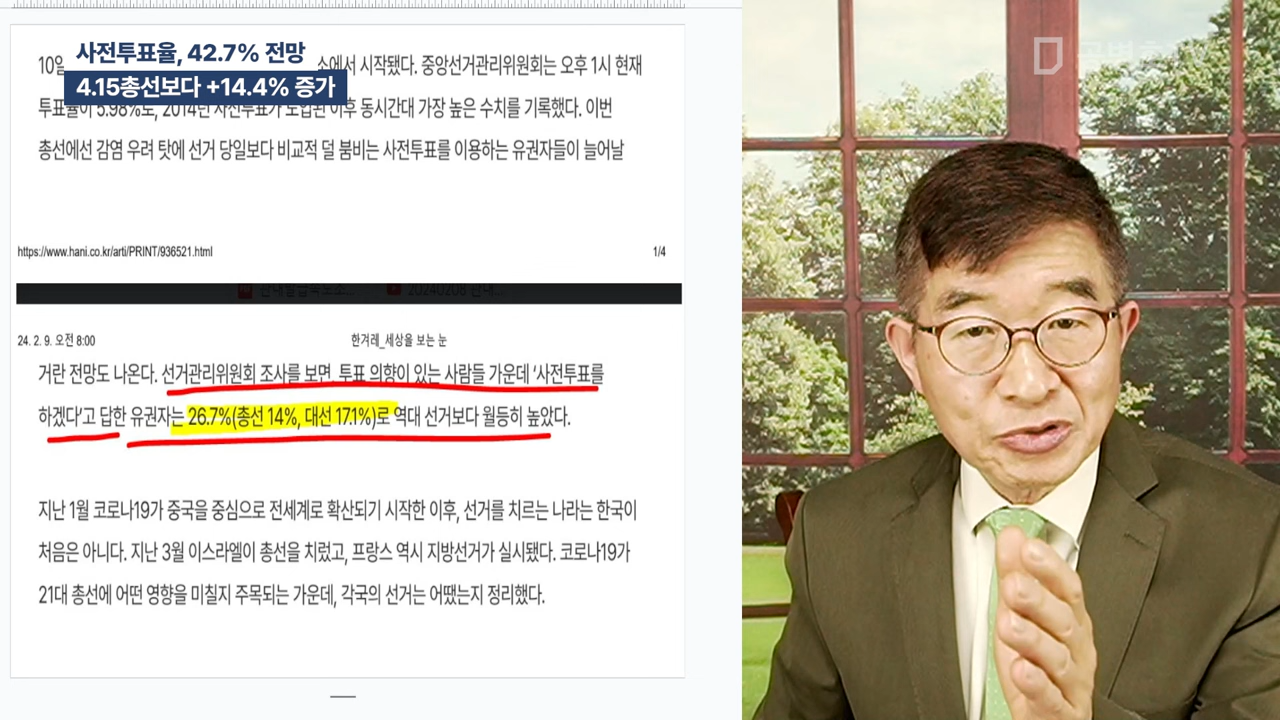 사전투표율, 42.7% 전망
4.15총선보다 +14.4% 증가
10일 소에서 시작됐다. 중앙선거관리위원회는 오후 1시 현재
투표율이 5.98%로, 2014년 사전투표가 도입된 이후 동시간대 가장 높은 수치를 기록했다. 이번
총선에선 감염 우려 탓에 선거 당일보다 비교적 덜 붐비는 사전투표를 이용하는 유권자들이 늘어날
https://www.hani.co.kr/arti/PRINT/936521.html 1/4
24. 2. 9. 오전 8:00 한겨레_세상을 보는 눈
거란 전망도 나온다. 선거관리위원회 조사를 보면, 투표 의향이 있는 사람들 가운데 ‘사전투표를
하겠다’고 답한 유권자는 26.7%(총선 14%, 대선 17.1%)로 역대 선거보다 월등히 높았다.
지난 1월 코로나19가 중국을 중심으로 전세계로 확산되기 시작한 이후, 선거를 치르는 나라는 한국이
처음은 아니다. 지난 3월 이스라엘이 총선을 치렀고, 프랑스 역시 지방선거가 실시됐다. 코로나19가
21대 총선에 어떤 영향을 미칠지 주목되는 가운데, 각국의 선거는 어땠는지 정리했다.